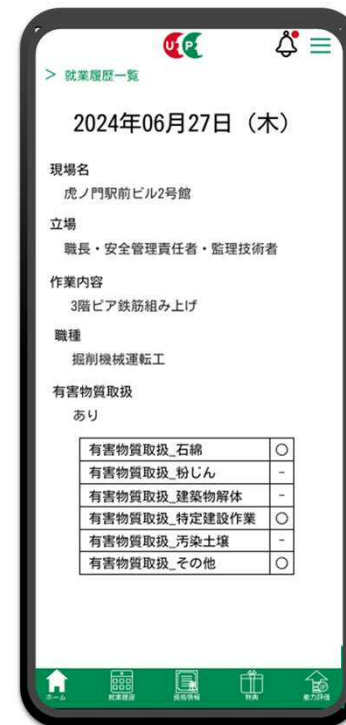 > 就業履歴一覧
2024年06月27日（木）
現場名
虎ノ門駅前ビル2号館
立場
職長・安全管理責任者・監理技術者
作業内容
3階ピア鉄筋組み上げ
職種
掘削機械運転工
有害物質取扱
あり
有害物質取扱_石綿 ○
有害物質取扱_粉じん -
有害物質取扱_建築物解体 -
有害物質取扱_特定建設作業 ○
有害物質取扱_汚染土壌 -
有害物質取扱_その他 ○
ホーム 就業履歴 資格情報 特典 能力評価